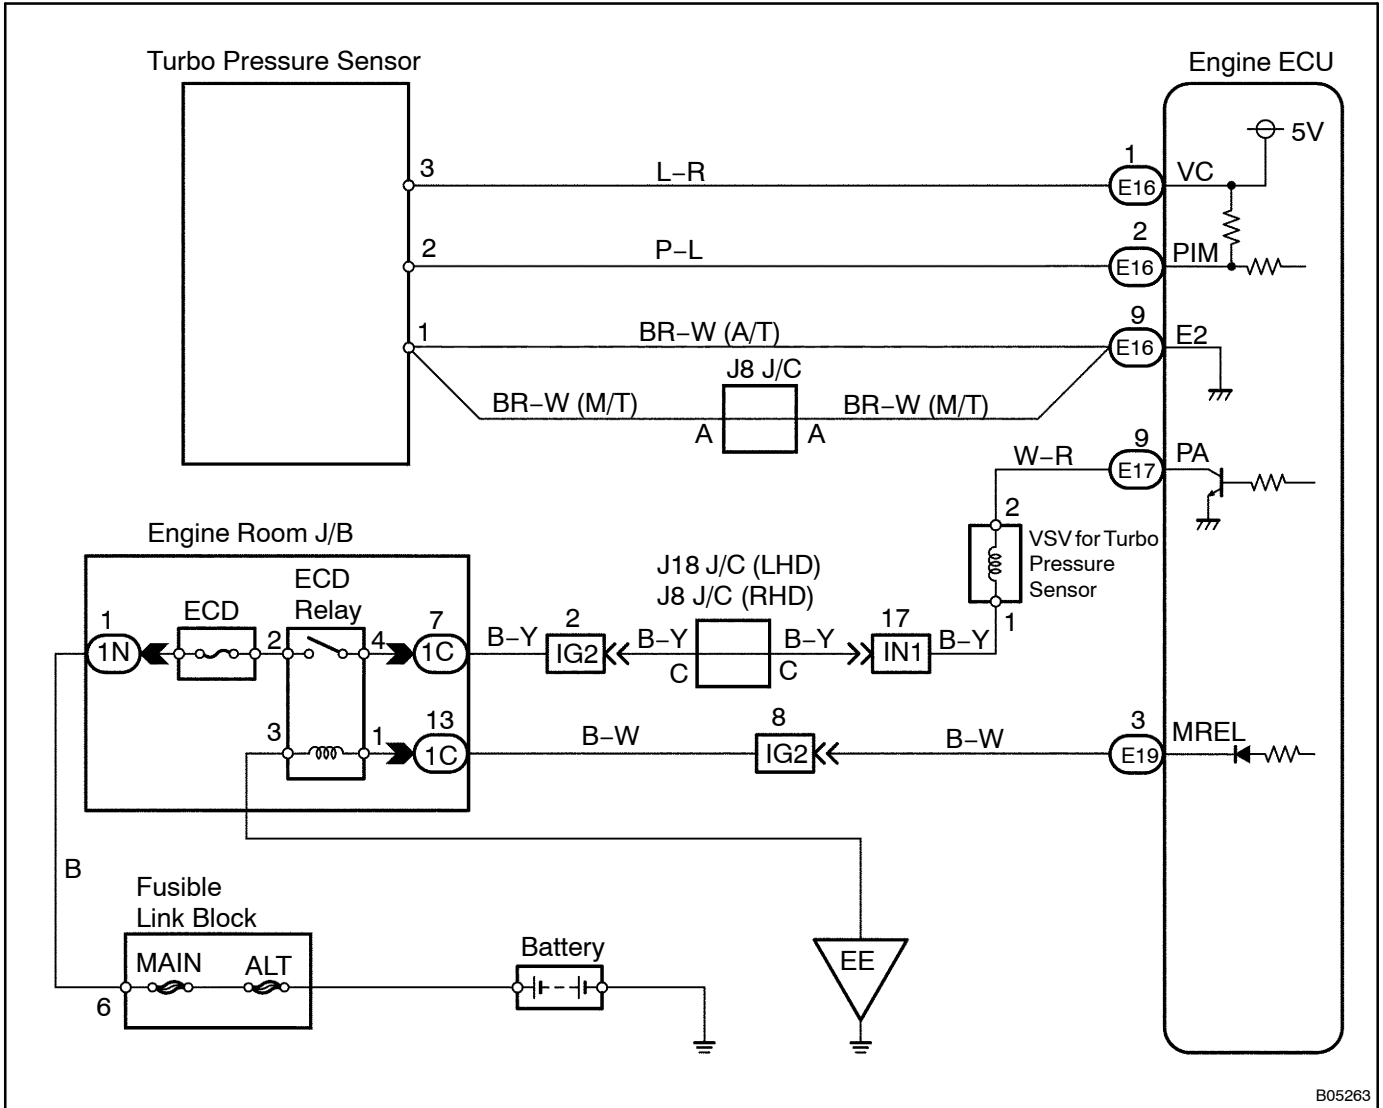 Turbo Pressure Sensor
Engine ECU
5V
3
L–R
1
E16
VC
2
P–L
2
E16
PIM
1
BR–W (A/T)
9
E16
E2
J8 J/C
BR–W (M/T)
BR–W (M/T)
A
A
W–R
9
E17
PA
2
VSV for Turbo
Pressure
Sensor
1
Engine Room J/B
ECD
ECD
Relay
1
1N
2
4
7
1C
B–Y
2
IG2
B–Y
J18 J/C (LHD)
J8 J/C (RHD)
C
C
B–Y
17
IN1
B–Y
3
1
13
1C
B–W
8
IG2
B–W
3
E19
MREL
B
Fusible
Link Block
MAIN
ALT
6
Battery
EE
B05263